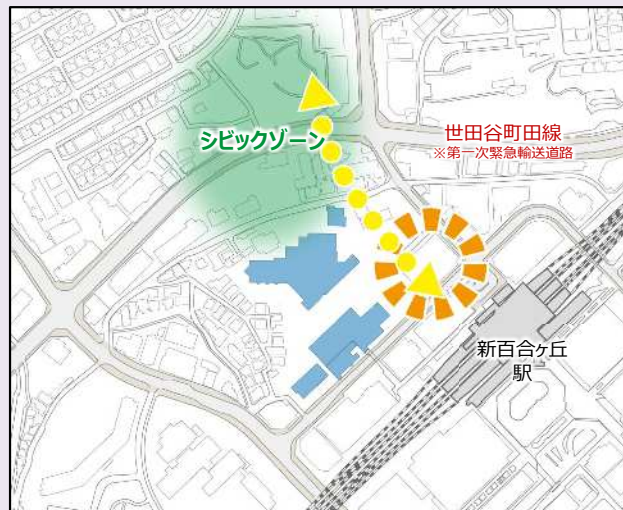 シビックゾーン
世田谷町田線
※第一次緊急輸送道路
新百合ヶ丘
駅